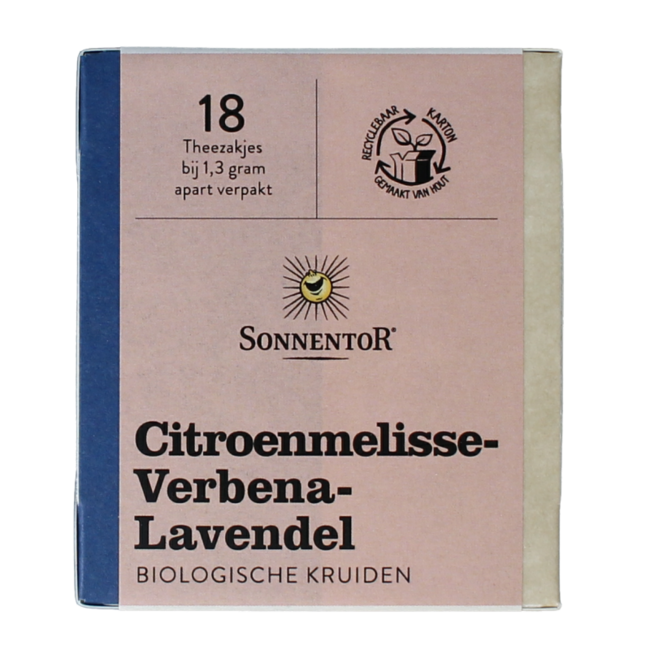 18
Theezakjes
bij 1,3 gram
apart verpakt
RECYCLEBAAR KARTON
GEMAAKT VAN HOUT
SONNENTOR®
Citroenmelisse-
Verbena-
Lavendel
BIOLOGISCHE KRUIDEN